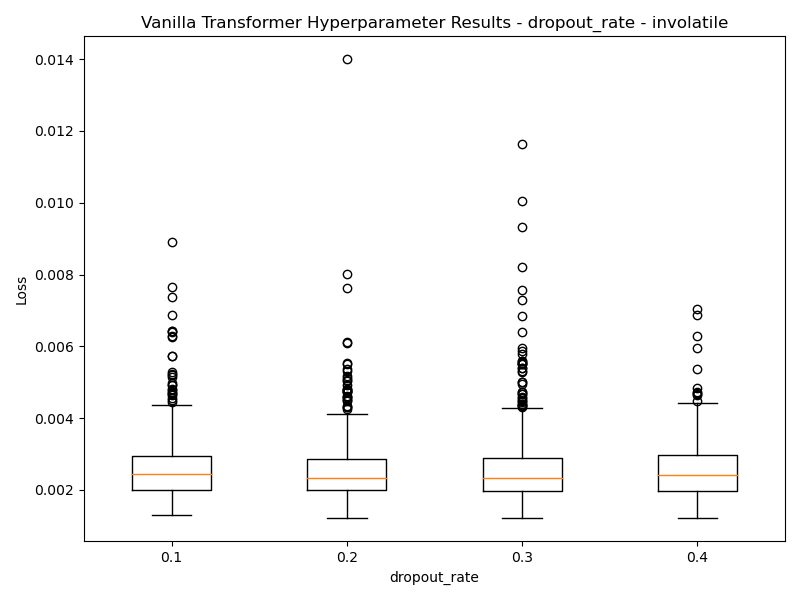 Vanilla Transformer Hyperparameter Results - dropout_rate - involatile
0.014
0.012
0.010
0.008
0.006
0.004
0.002
Loss
0.1 0.2 0.3 0.4
dropout_rate